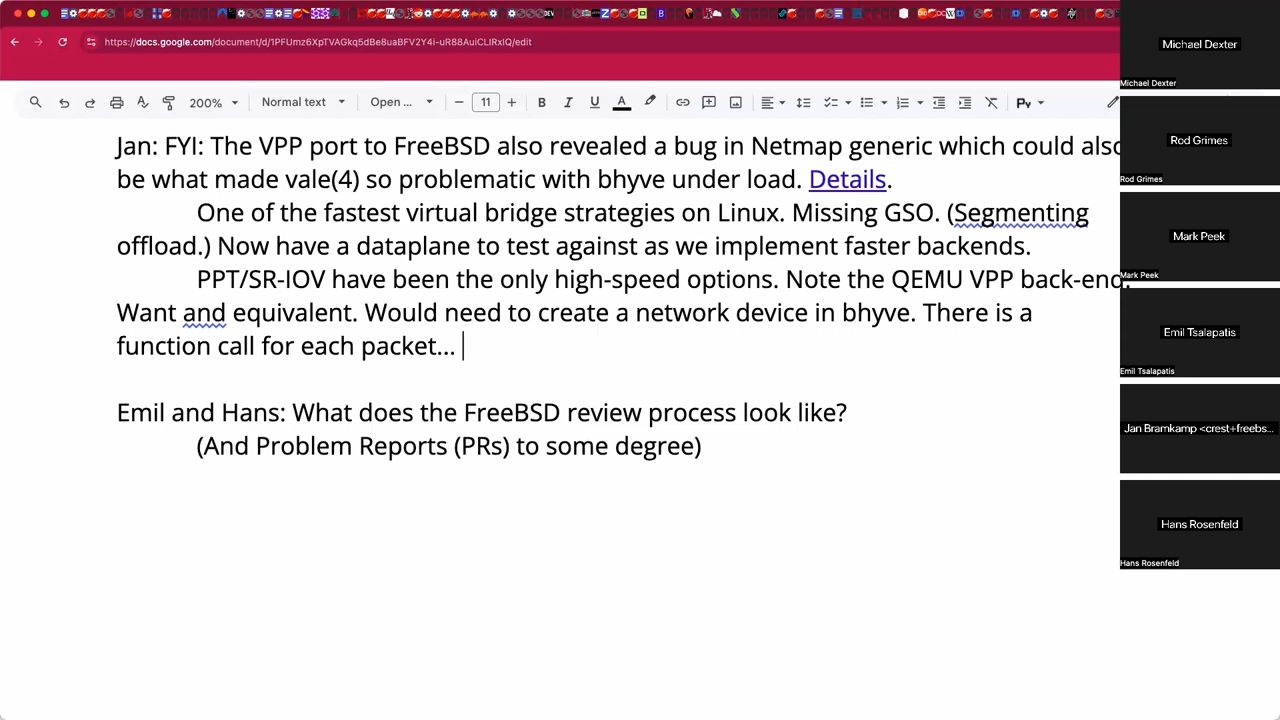 https://docs.google.com/document/d/1PFUmz6XpTVAGkq5dBe8uaBFV2Y4i-uR88AuiCLIRxIQ/edit
200% Normal text Open ... 11 B I U A
Jan: FYI: The VPP port to FreeBSD also revealed a bug in Netmap generic which could also
be what made vale(4) so problematic with bhyve under load. Details.
One of the fastest virtual bridge strategies on Linux. Missing GSO. (Segmenting
offload.) Now have a dataplane to test against as we implement faster backends.
PPT/SR-IOV have been the only high-speed options. Note the QEMU VPP back-end.
Want and equivalent. Would need to create a network device in bhyve. There is a
function call for each packet...
Emil and Hans: What does the FreeBSD review process look like?
(And Problem Reports (PRs) to some degree)
Michael Dexter
Michael Dexter
Rod Grimes
Rod Grimes
Mark Peek
Mark Peek
Emil Tsalapatis
Emil Tsalapatis
Jan Bramkamp <crest+freebs...
Hans Rosenfeld
Hans Rosenfeld